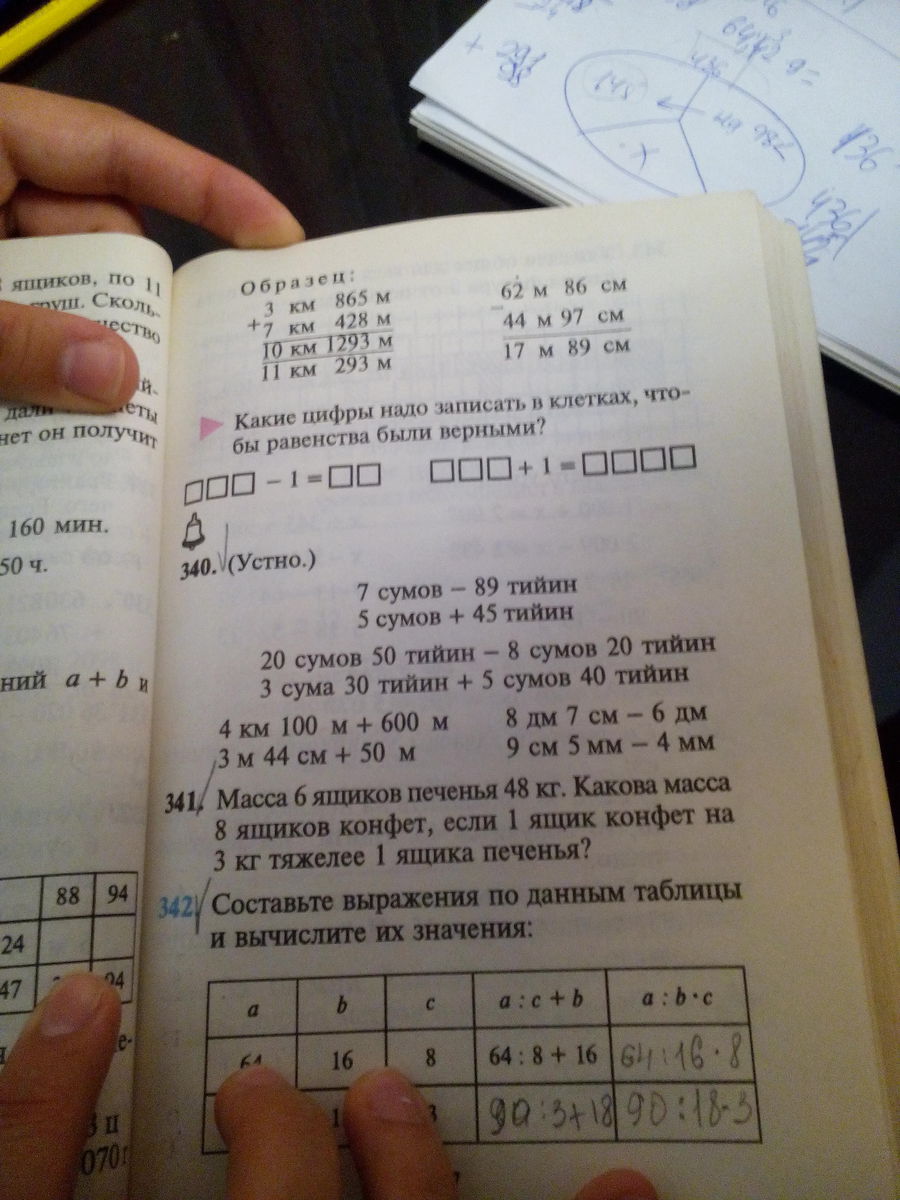 ящиков, по 11
груш. Сколь-
дали
нет он получит
160 мин.
50 ч.
ний a + b и
88 94
24
47
070
Образец:
3 км 865 м
+7 км 428 м
10 км 1293 м
11 км 293 м
62 м 86 см
−
44 м 97 см
17 м 89 см
Какие цифры надо записать в клетках, что-
бы равенства были верными?
□□□ − 1 = □□ □□□ + 1 = □□□□
340. (Устно.)
7 сумов − 89 тийин
5 сумов + 45 тийин
20 сумов 50 тийин − 8 сумов 20 тийин
3 сума 30 тийин + 5 сумов 40 тийин
4 км 100 м + 600 м 8 дм 7 см − 6 дм
3 м 44 см + 50 м 9 см 5 мм − 4 мм
341. Масса 6 ящиков печенья 48 кг. Какова масса
8 ящиков конфет, если 1 ящик конфет на
3 кг тяжелее 1 ящика печенья?
342. Составьте выражения по данным таблицы
и вычислите их значения:
a b c a : c + b a : b · c
64 16 8 64 : 8 + 16 64 : 16 · 8
3 90 : 3 + 18 90 : 18 · 3